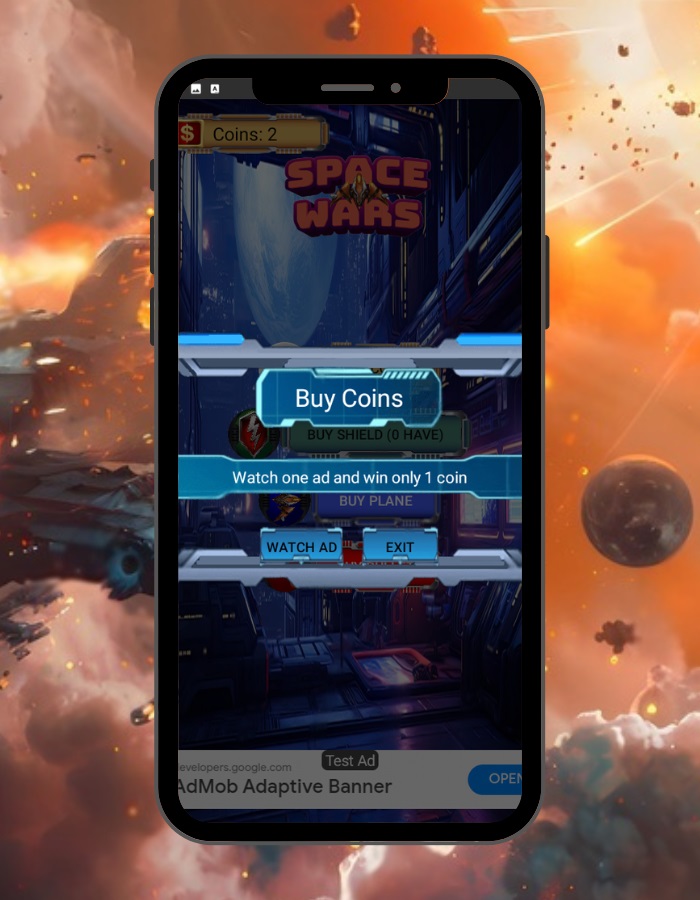 $ Coins: 2
SPACE
WARS
Buy Coins
BUY SHIELD (0 HAVE)
Watch one ad and win only 1 coin
BUY PLANE
WATCH AD
EXIT
Test Ad
evelopers.google.com
AdMob Adaptive Banner
OPEN